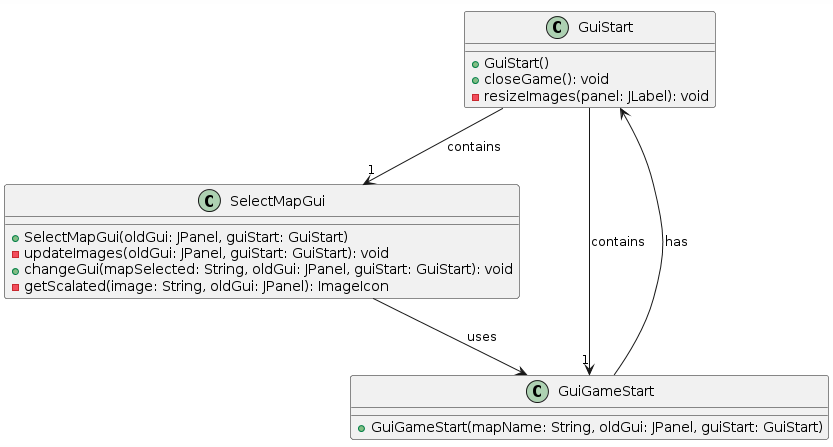 C GuiStart
GuiStart()
closeGame(): void
resizeImages(panel: JLabel): void
contains
1
C SelectMapGui
SelectMapGui(oldGui: JPanel, guiStart: GuiStart)
updateImages(oldGui: JPanel, guiStart: GuiStart): void
changeGui(mapSelected: String, oldGui: JPanel, guiStart: GuiStart): void
getScalated(image: String, oldGui: JPanel): ImageIcon
contains
has
uses
1
C GuiGameStart
GuiGameStart(mapName: String, oldGui: JPanel, guiStart: GuiStart)